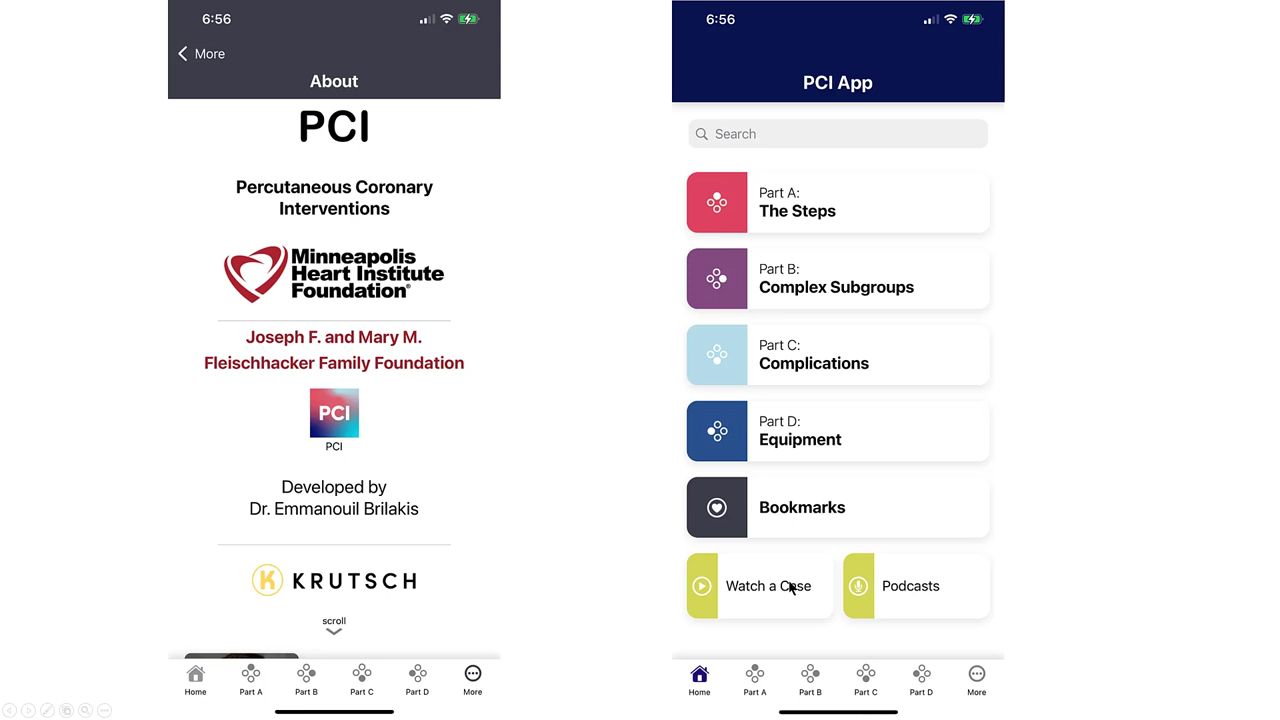 6:56
More
About
PCI
Percutaneous Coronary
Interventions
Minneapolis
Heart Institute
Foundation®
Joseph F. and Mary M.
Fleischhacker Family Foundation
PCI
PCI
Developed by
Dr. Emmanouil Brilakis
K KRUTSCH
scroll
Home Part A Part B Part C Part D More
6:56
PCI App
Search
Part A:
The Steps
Part B:
Complex Subgroups
Part C:
Complications
Part D:
Equipment
Bookmarks
Watch a Case
Podcasts
Home Part A Part B Part C Part D More